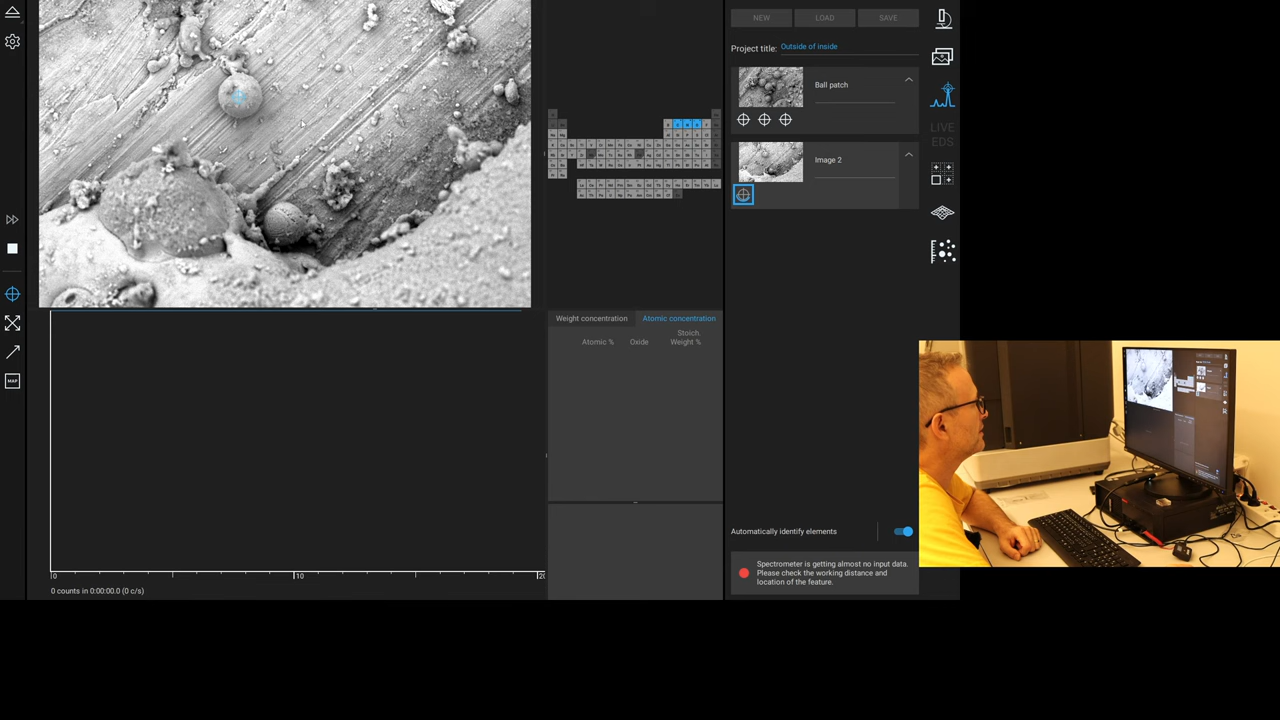 NEW LOAD SAVE
Project title: Outside of inside
Ball patch
LIVE
EDS
Image 2
MAP
Weight concentration Atomic concentration
Atomic % Oxide Stoich.
Weight %
Automatically identify elements
Spectrometer is getting almost no input data.
Please check the working distance and
location of the feature.
0 10 20
0 counts in 0:00:00.0 (0 c/s)